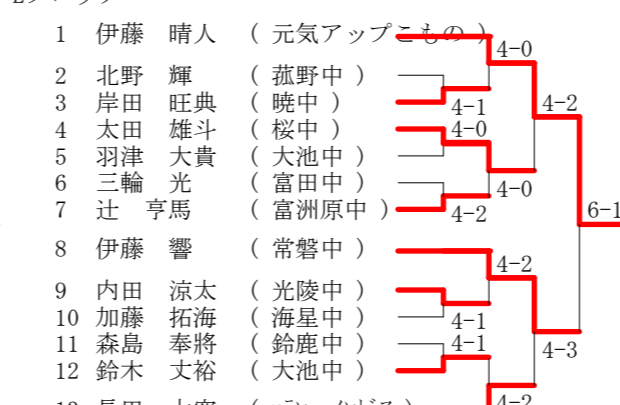 1 伊藤 晴人 ( 元気アップこもの )
4-0
2 北野 輝 ( 菰野中 )
3 岸田 旺典 ( 暁中 )
4-1
4-2
4 太田 雄斗 ( 桜中 )
4-0
5 羽津 大貴 ( 大池中 )
6 三輪 光 ( 富田中 )
4-0
7 辻 亨馬 ( 富洲原中 )
4-2
6-1
8 伊藤 響 ( 常磐中 )
4-2
9 内田 涼太 ( 光陵中 )
10 加藤 拓海 ( 海星中 )
4-1
11 森島 奉將 ( 鈴鹿中 )
4-1
4-3
12 鈴木 丈裕 ( 大池中 )
4-2